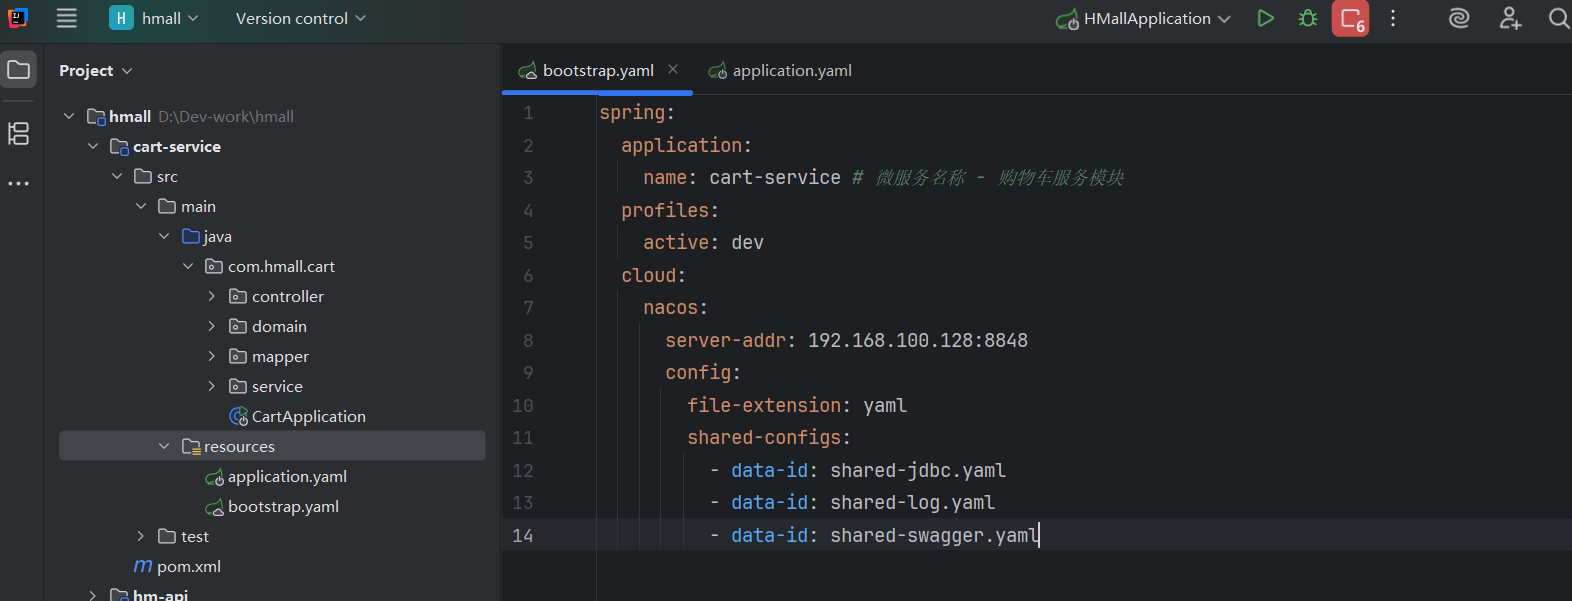 hmall
Version control
HMallApplication
6
Project
bootstrap.yaml
application.yaml
hmall D:\Dev-work\hmall
cart-service
src
main
java
com.hmall.cart
controller
domain
mapper
service
CartApplication
resources
application.yaml
bootstrap.yaml
test
pom.xml
hm-api
1 spring:
2 application:
3 name: cart-service # 微服务名称 - 购物车服务模块
4 profiles:
5 active: dev
6 cloud:
7 nacos:
8 server-addr: 192.168.100.128:8848
9 config:
10 file-extension: yaml
11 shared-configs:
12 - data-id: shared-jdbc.yaml
13 - data-id: shared-log.yaml
14 - data-id: shared-swagger.yaml